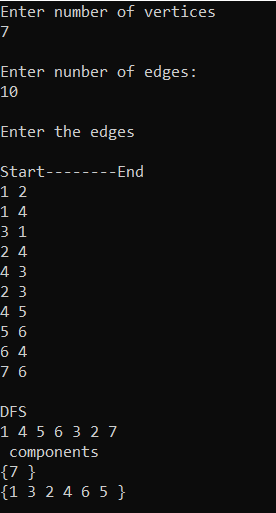 Enter number of vertices
7
Enter nunber of edges:
10
Enter the edges
Start--------End
1 2
1 4
3 1
2 4
4 3
2 3
4 5
5 6
6 4
7 6
DFS
1 4 5 6 3 2 7
components
{7 }
{1 3 2 4 6 5 }